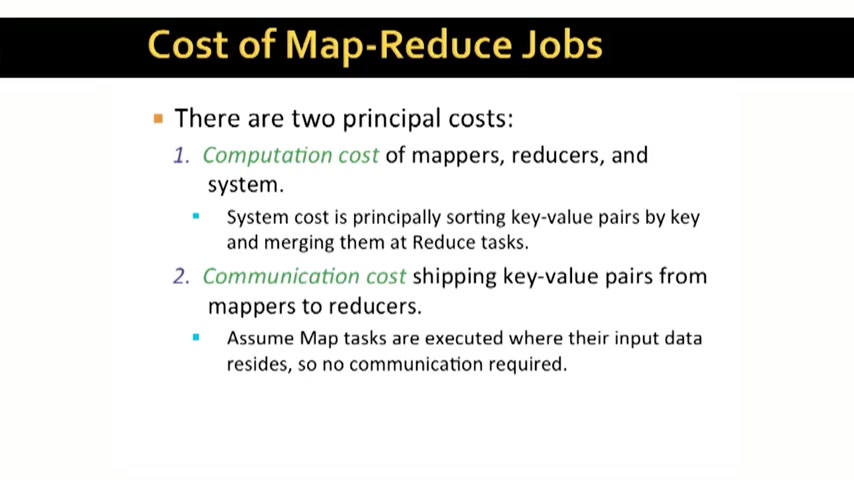 Cost of Map-Reduce Jobs
There are two principal costs:
1. Computation cost of mappers, reducers, and
system.
System cost is principally sorting key-value pairs by key
and merging them at Reduce tasks.
2. Communication cost shipping key-value pairs from
mappers to reducers.
Assume Map tasks are executed where their input data
resides, so no communication required.